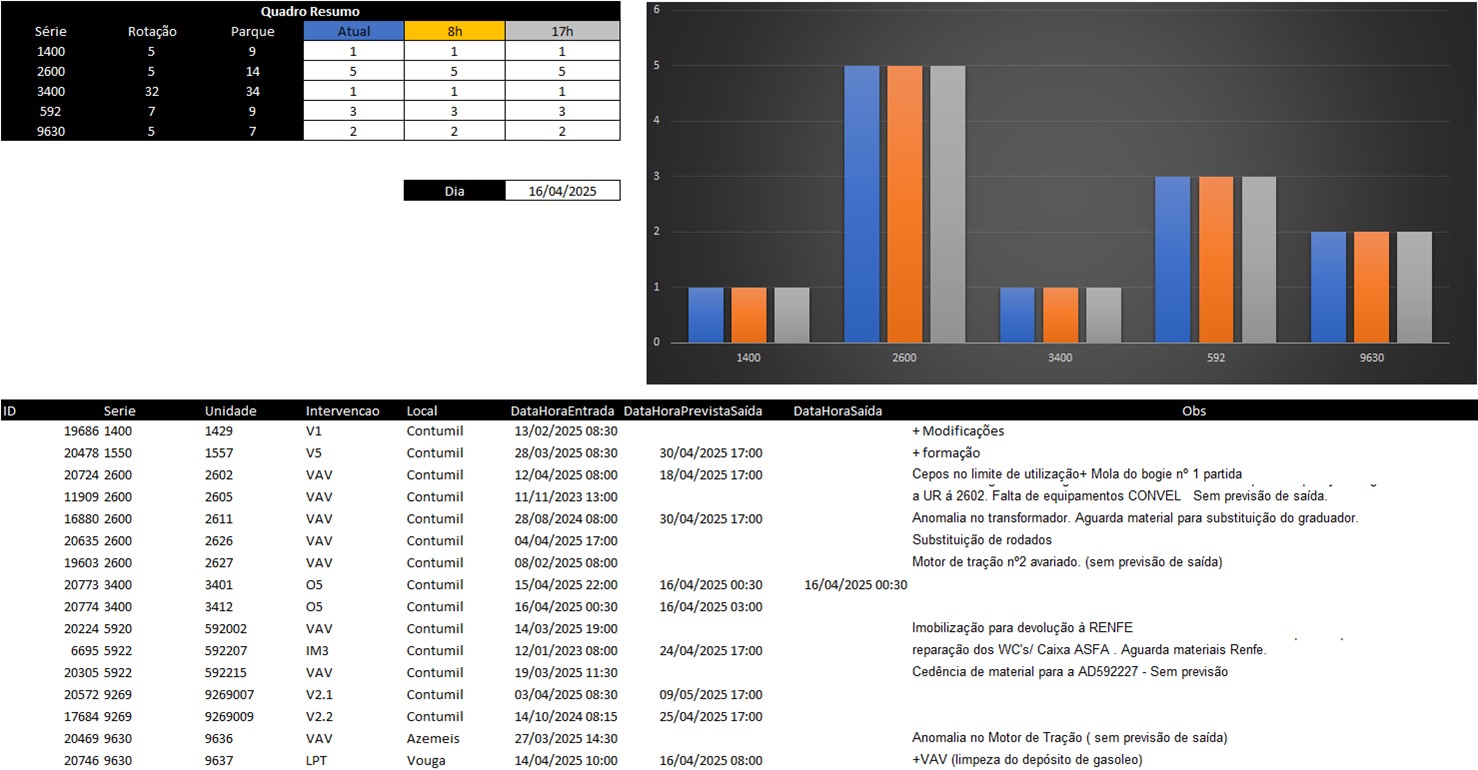 Quadro Resumo
Série Rotação Parque Atual 8h 17h
1400 5 9 1 1 1
2600 5 14 5 5 5
3400 32 34 1 1 1
592 7 9 3 3 3
9630 5 7 2 2 2
Dia 16/04/2025
6
5
4
3
2
1
0
1400 2600 3400 592 9630
ID Serie Unidade Intervencao Local DataHoraEntrada DataHoraPrevistaSaída DataHoraSaída Obs
19686 1400 1429 V1 Contumil 13/02/2025 08:30 + Modificações
20478 1550 1557 V5 Contumil 28/03/2025 08:30 30/04/2025 17:00 + formação
20724 2600 2602 VAV Contumil 12/04/2025 08:00 18/04/2025 17:00 Cepos no limite de utilização+ Mola do bogie nº 1 partida
11909 2600 2605 VAV Contumil 11/11/2023 13:00 a UR á 2602. Falta de equipamentos CONVEL Sem previsão de saída.
16880 2600 2611 VAV Contumil 28/08/2024 08:00 30/04/2025 17:00 Anomalia no transformador. Aguarda material para substituição do graduador.
20635 2600 2626 VAV Contumil 04/04/2025 17:00 Substituição de rodados
19603 2600 2627 VAV Contumil 08/02/2025 08:00 Motor de tração nº2 avariado. (sem previsão de saída)
20773 3400 3401 O5 Contumil 15/04/2025 22:00 16/04/2025 00:30 16/04/2025 00:30
20774 3400 3412 O5 Contumil 16/04/2025 00:30 16/04/2025 03:00
20224 5920 592002 VAV Contumil 14/03/2025 19:00 Imobilização para devolução à RENFE
6695 5922 592207 IM3 Contumil 12/01/2023 08:00 24/04/2025 17:00 reparação dos WC's/ Caixa ASFA . Aguarda materiais Renfe.
20305 5922 592215 VAV Contumil 19/03/2025 11:30 Cedência de material para a AD592227 - Sem previsão
20572 9269 9269007 V2.1 Contumil 03/04/2025 08:30 09/05/2025 17:00
17684 9269 9269009 V2.2 Contumil 14/10/2024 08:15 25/04/2025 17:00
20469 9630 9636 VAV Azemeis 27/03/2025 14:30 Anomalia no Motor de Tração ( sem previsão de saída)
20746 9630 9637 LPT Vouga 14/04/2025 10:00 16/04/2025 08:00 +VAV (limpeza do depósito de gasoleo)